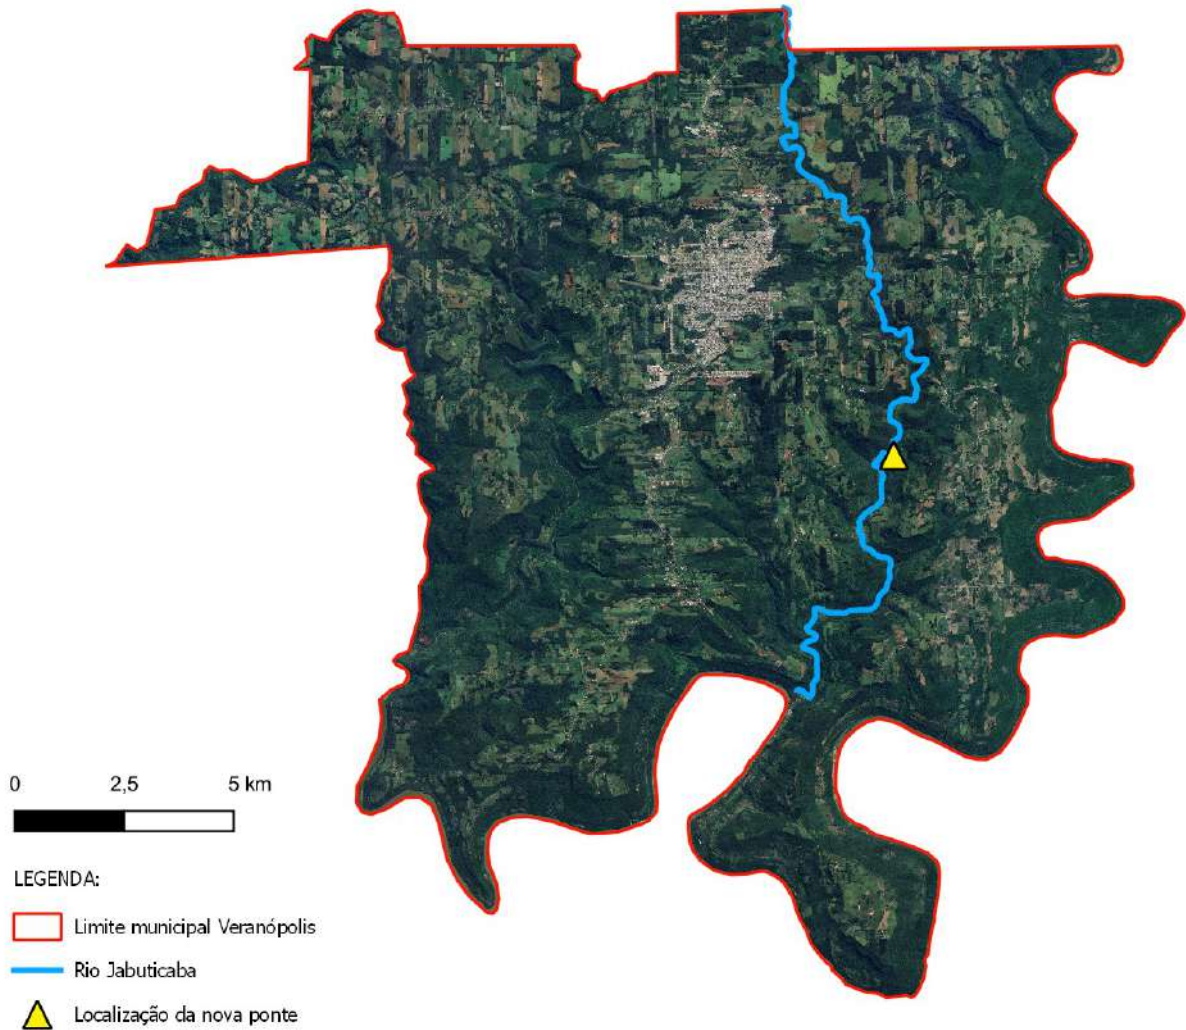 0 2,5 5 km
LEGENDA:
Limite municipal Veranópolis
Rio Jabuticaba
Localização da nova ponte